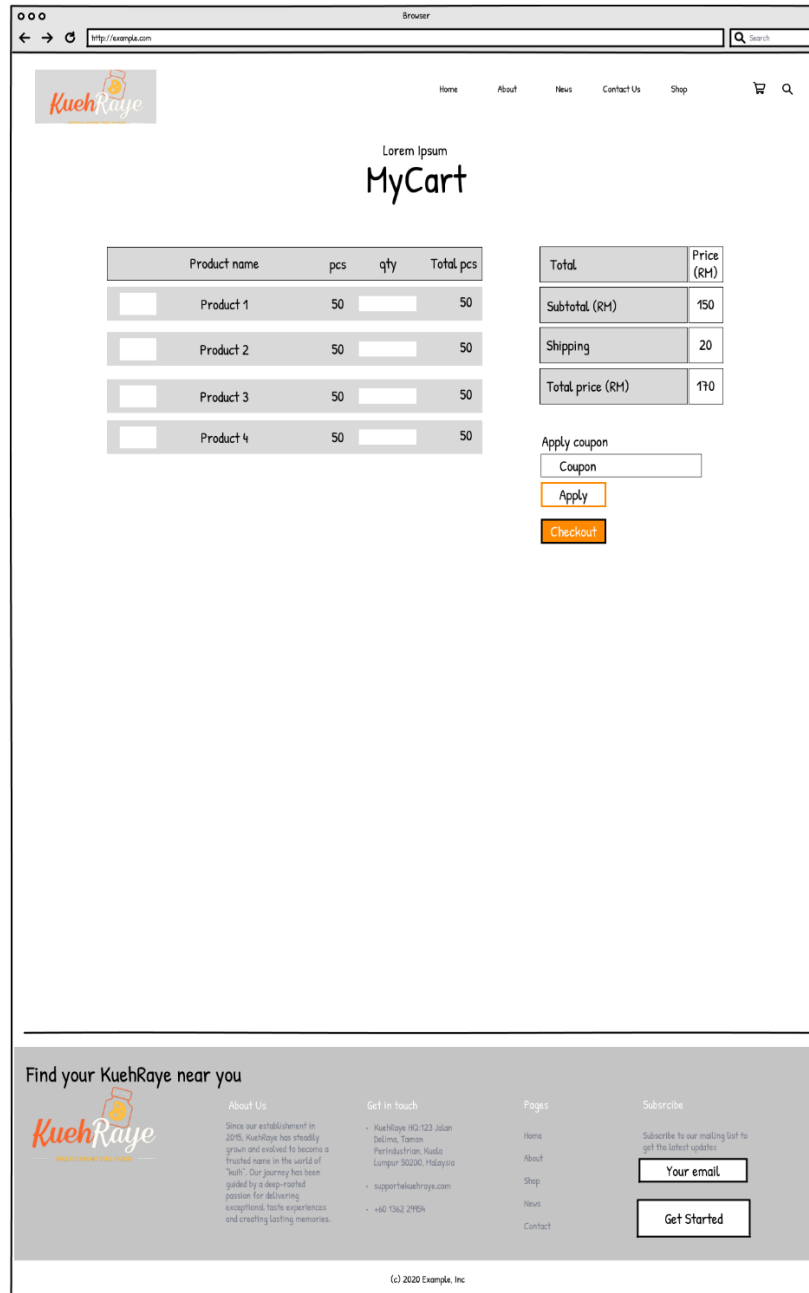 Browser
http://example.com
Search
KuehRaye
Home About News Contact Us Shop
Lorem Ipsum
MyCart
Product name pcs qty Total pcs
Product 1 50 50
Product 2 50 50
Product 3 50 50
Product 4 50 50
Total Price (RM)
Subtotal (RM) 150
Shipping 20
Total price (RM) 170
Apply coupon
Coupon
Apply
Checkout
Find your KuehRaye near you
KuehRaye
About Us
Since our establishment in
2015, KuehRaye has steadily
grown and evolved to become a
trusted name in the world of
"kuih". Our journey has been
guided by a deep-rooted
passion for delivering
exceptional taste experiences
and creating lasting memories.
Get in touch
• KuehRaye HQ:123 Jalan
Delima, Taman
Perindustrian, Kuala
Lumpur 50200, Malaysia
• support@kuehraye.com
• +60 1362 29954
Pages
Home
About
Shop
News
Contact
Subsrcibe
Subscribe to our mailing list to
get the latest updates
Your email
Get Started
(c) 2020 Example, Inc